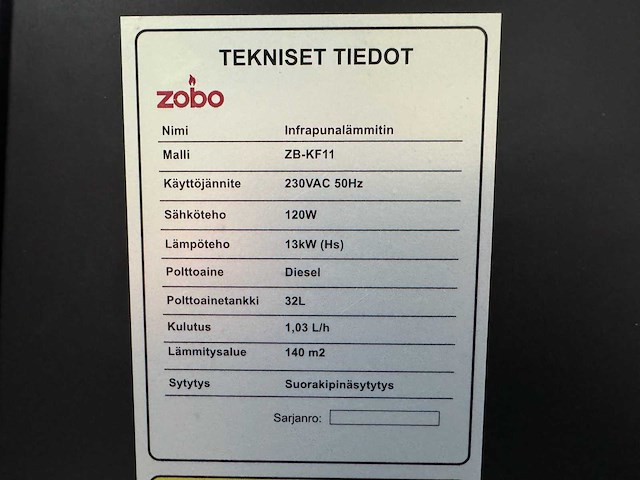 TEKNISET TIEDOT
zobo
Nimi Infrapunalämmitin
Malli ZB-KF11
Käyttöjännite 230VAC 50Hz
Sähköteho 120W
Lämpöteho 13kW (Hs)
Polttoaine Diesel
Polttoainetankki 32L
Kulutus 1,03 L/h
Lämmitysalue 140 m2
Sytytys Suorakipinäsytytys
Sarjanro: